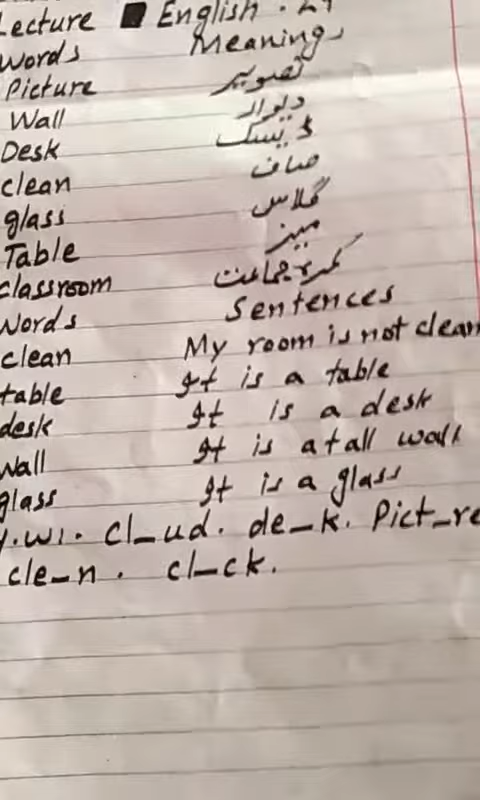 Lecture English.
Words Meanings
Picture تصویر
Wall دیوار
Desk ڈیسک
clean صاف
glass گلاس
Table میز
classroom کمرہ جماعت
Words Sentences
clean My room is not clean
table It is a table
desk It is a desk
Wall It is a tall wall
glass It is a glass
cl_ud. de_k. Pict_re
cle_n. cl_ck.